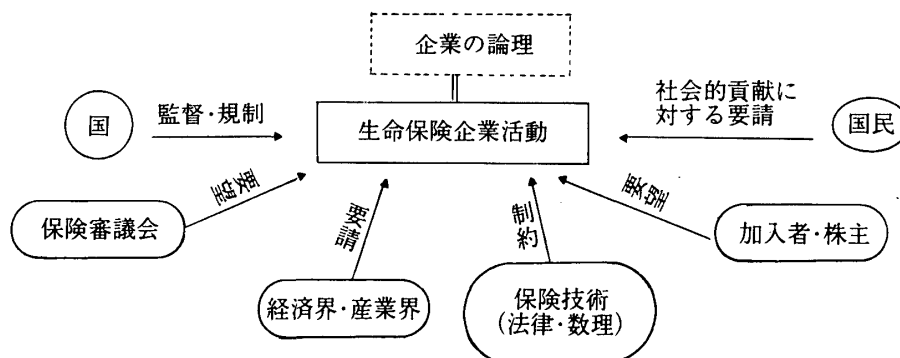 企業の論理
国
監督・規制
生命保険企業活動
社会的貢献に
対する要請
国民
要望
保険審議会
要請
経済界・産業界
制約
保険技術
(法律・数理)
要望
加入者・株主